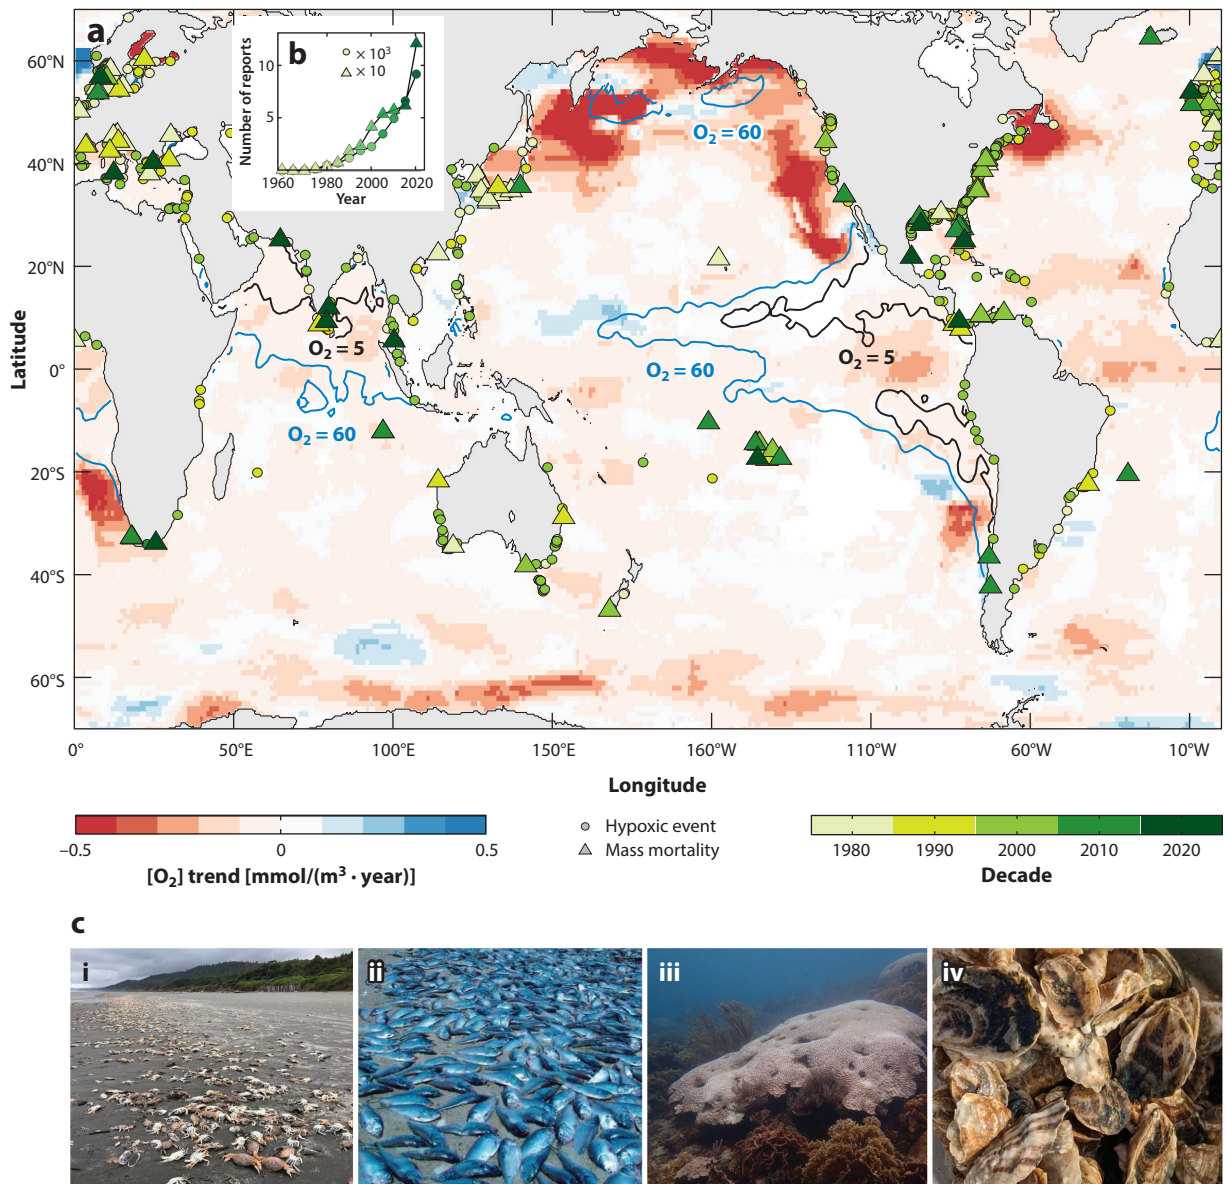 a
b
× 10³
× 10
Number of reports
10
5
1960
1980
2000
2020
Year
60°N
40°N
20°N
0°
20°S
40°S
60°S
Latitude
O₂ = 60
O₂ = 5
O₂ = 60
O₂ = 5
O₂ = 60
0°
50°E
100°E
150°E
160°W
110°W
60°W
10°W
Longitude
–0.5
0
0.5
[O₂] trend [mmol/(m³ · year)]
Hypoxic event
Mass mortality
1980
1990
2000
2010
2020
Decade
c
i
ii
iii
iv